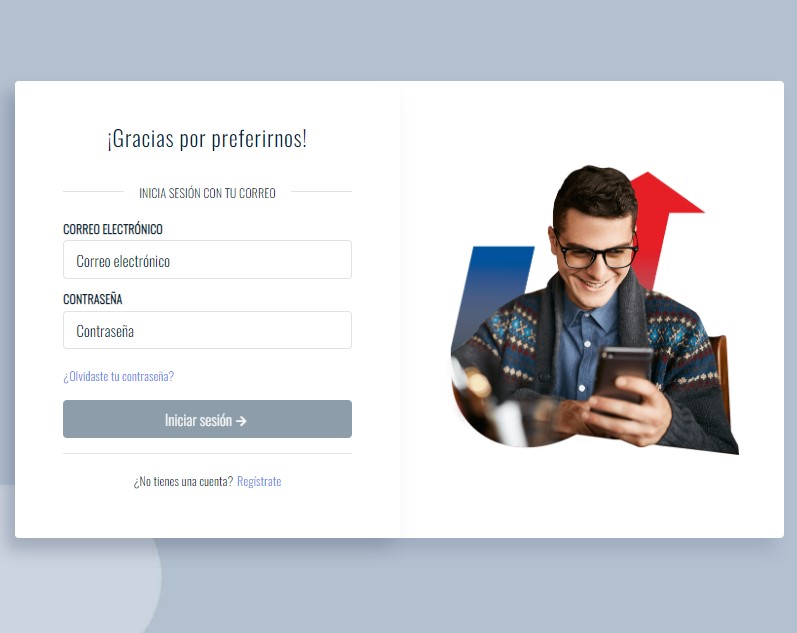 ¡Gracias por preferirnos!
INICIA SESIÓN CON TU CORREO
CORREO ELECTRÓNICO
Correo electrónico
CONTRASEÑA
Contraseña
¿Olvidaste tu contraseña?
Iniciar sesión →
¿No tienes una cuenta? Regístrate